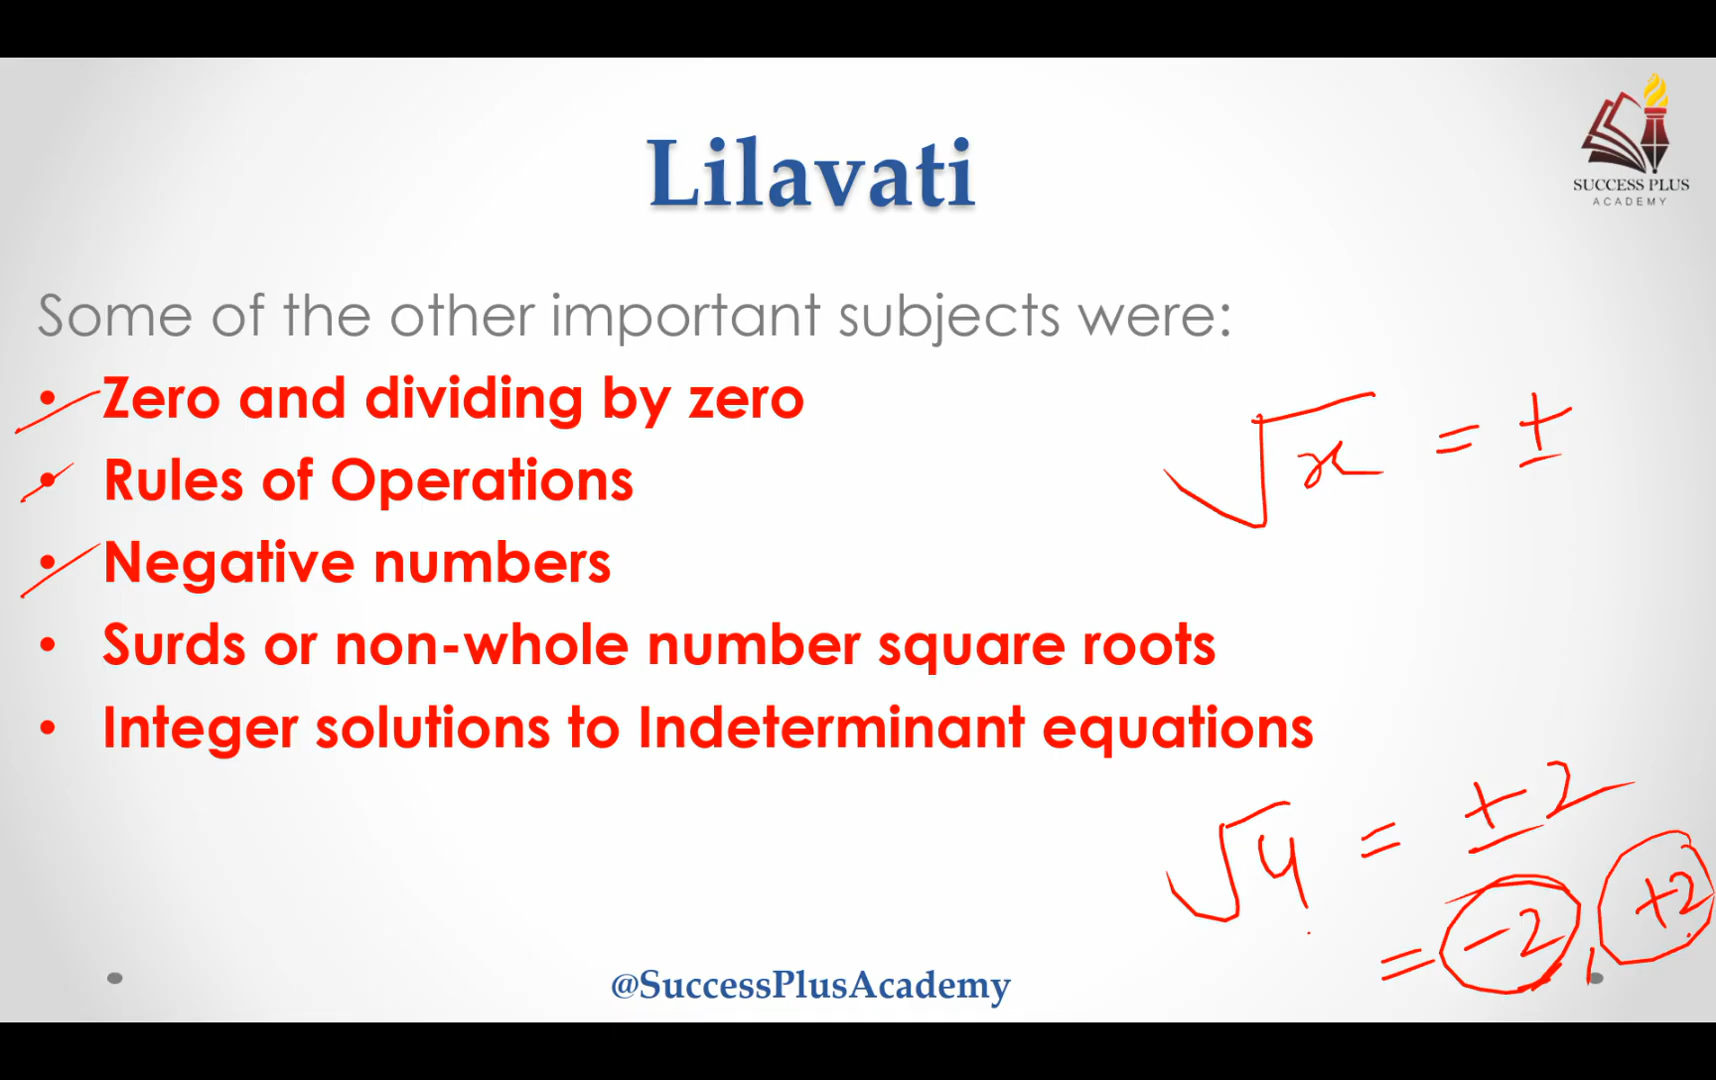 Lilavati
SUCCESS PLUS
ACADEMY
Some of the other important subjects were:
• Zero and dividing by zero
• Rules of Operations
• Negative numbers
• Surds or non-whole number square roots
• Integer solutions to Indeterminant equations
√x = ±
√4 = ±2
= -2, +2
@SuccessPlusAcademy